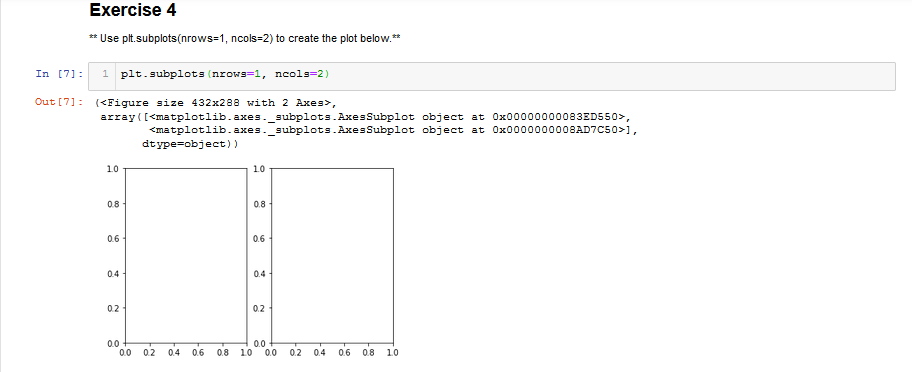 Exercise 4
** Use plt.subplots(nrows=1, ncols=2) to create the plot below.**
In [7]: 1 plt.subplots(nrows=1, ncols=2)
Out[7]: (<Figure size 432x288 with 2 Axes>,
array([<matplotlib.axes._subplots.AxesSubplot object at 0x00000000083ED550>,
<matplotlib.axes._subplots.AxesSubplot object at 0x0000000008AD7C50>],
dtype=object))
1.0 1.0
0.8 0.8
0.6 0.6
0.4 0.4
0.2 0.2
0.0 0.0
0.0 0.2 0.4 0.6 0.8 1.0 0.0 0.2 0.4 0.6 0.8 1.0